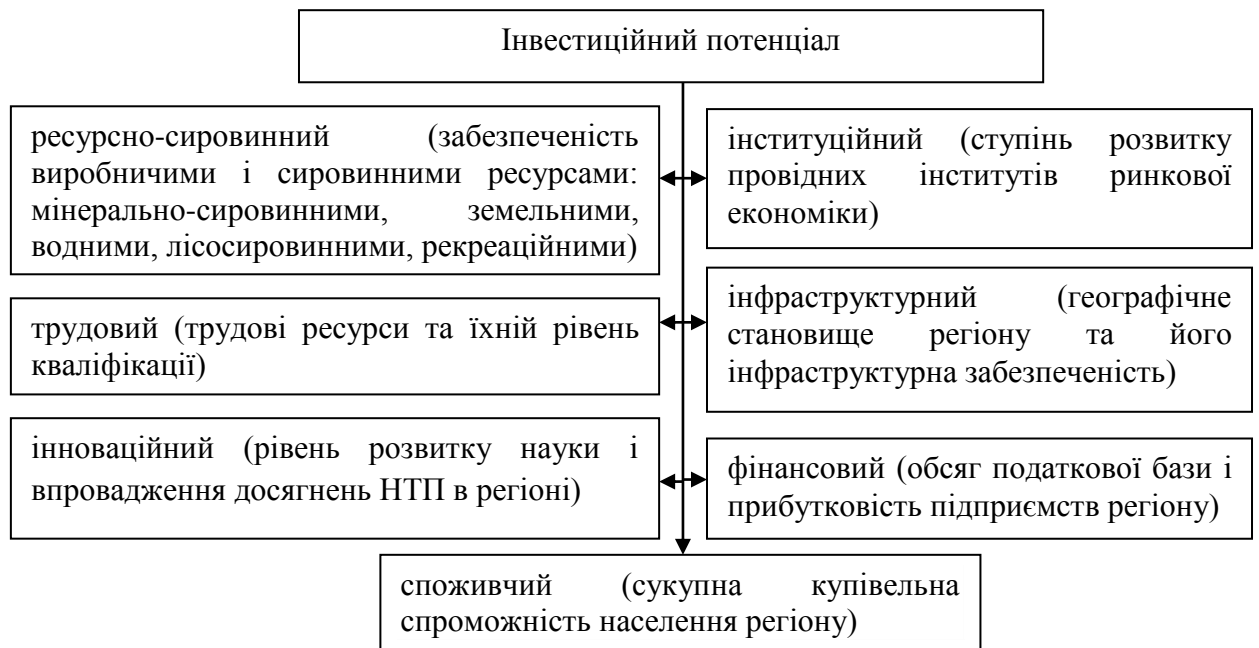 Інвестиційний потенціал
ресурсно-сировинний (забезпеченість
виробничими і сировинними ресурсами:
мінерально-сировинними, земельними,
водними, лісосировинними, рекреаційними)
інституційний (ступінь розвитку
провідних інститутів ринкової
економіки)
трудовий (трудові ресурси та їхній рівень
кваліфікації)
інфраструктурний (географічне
становище регіону та його
інфраструктурна забезпеченість)
інноваційний (рівень розвитку науки і
впровадження досягнень НТП в регіоні)
фінансовий (обсяг податкової бази і
прибутковість підприємств регіону)
споживчий (сукупна купівельна
спроможність населення регіону)